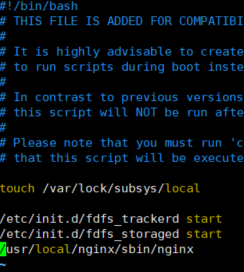 #!/bin/bash
# THIS FILE IS ADDED FOR COMPATIBI
#
# It is highly advisable to create
# to run scripts during boot inste
#
# In contrast to previous versions
# this script will NOT be run afte
#
# Please note that you must run 'c
# that this script will be execute

touch /var/lock/subsys/local

/etc/init.d/fdfs_trackerd start
/etc/init.d/fdfs_storaged start
/usr/local/nginx/sbin/nginx
~